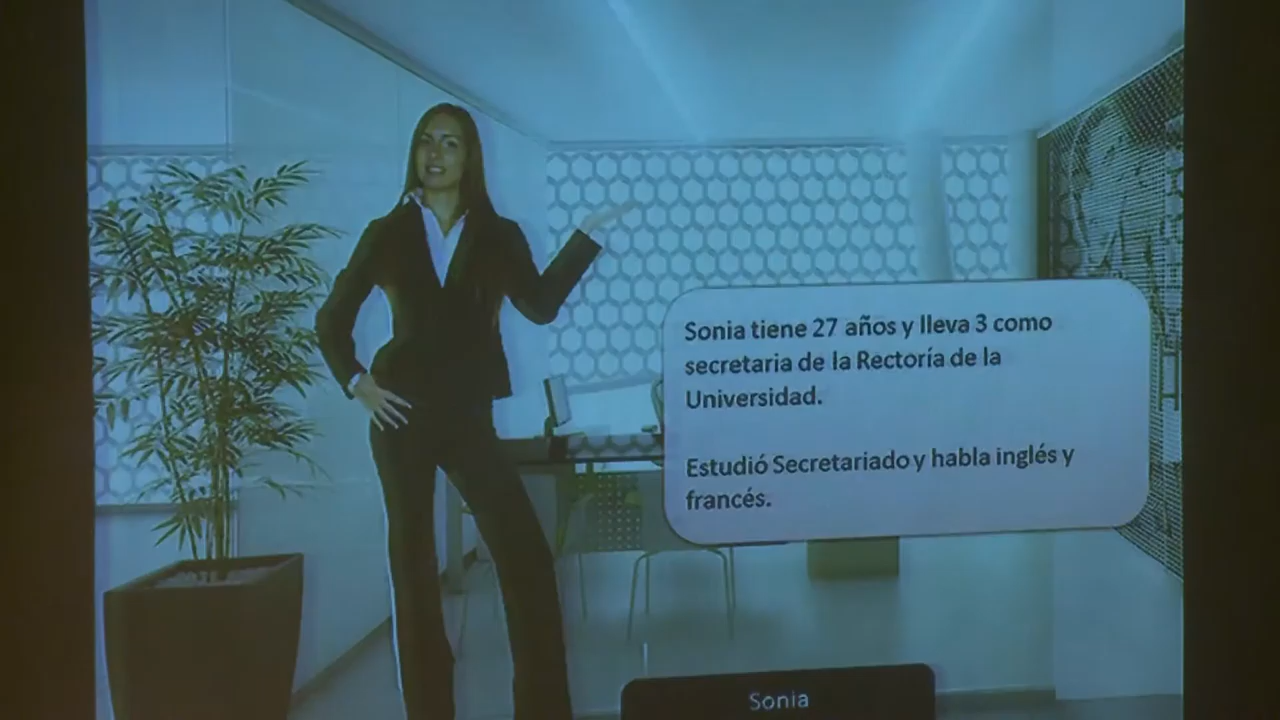 Sonia tiene 27 años y lleva 3 como
secretaria de la Rectoría de la
Universidad.
Estudió Secretariado y habla inglés y
francés.
Sonia